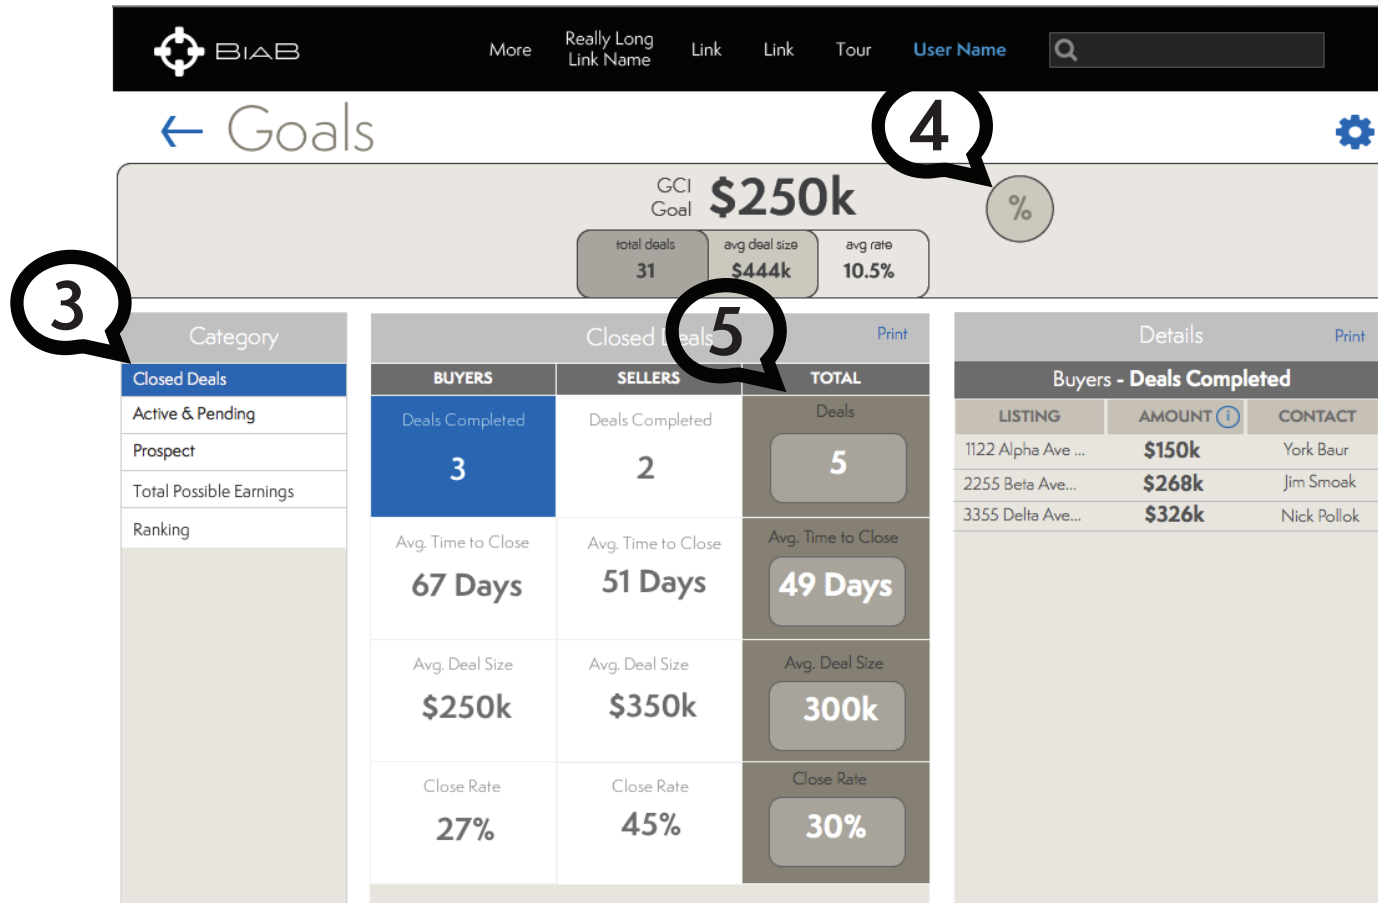 BIAB
More
Really Long
Link Name
Link
Link
Tour
User Name
Goals
4
GCI
Goal
$250k
%
total deals
31
avg deal size
$444k
avg rate
10.5%
3
5
Category
Closed Deals
Active & Pending
Prospect
Total Possible Earnings
Ranking
Closed Deals
Print
BUYERS
SELLERS
TOTAL
Deals Completed
3
Deals Completed
2
Deals
5
Avg. Time to Close
67 Days
Avg. Time to Close
51 Days
Avg. Time to Close
49 Days
Avg. Deal Size
$250k
Avg. Deal Size
$350k
Avg. Deal Size
300k
Close Rate
27%
Close Rate
45%
Close Rate
30%
Details
Print
Buyers - Deals Completed
LISTING
AMOUNT i
CONTACT
1122 Alpha Ave ...
$150k
York Baur
2255 Beta Ave...
$268k
Jim Smoak
3355 Delta Ave...
$326k
Nick Pollok